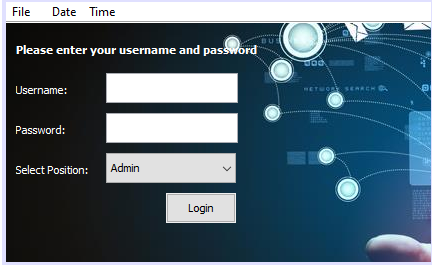 File Date Time
Please enter your username and password
Username:
Password:
Select Position: Admin
Login
NETWORK SEARCH